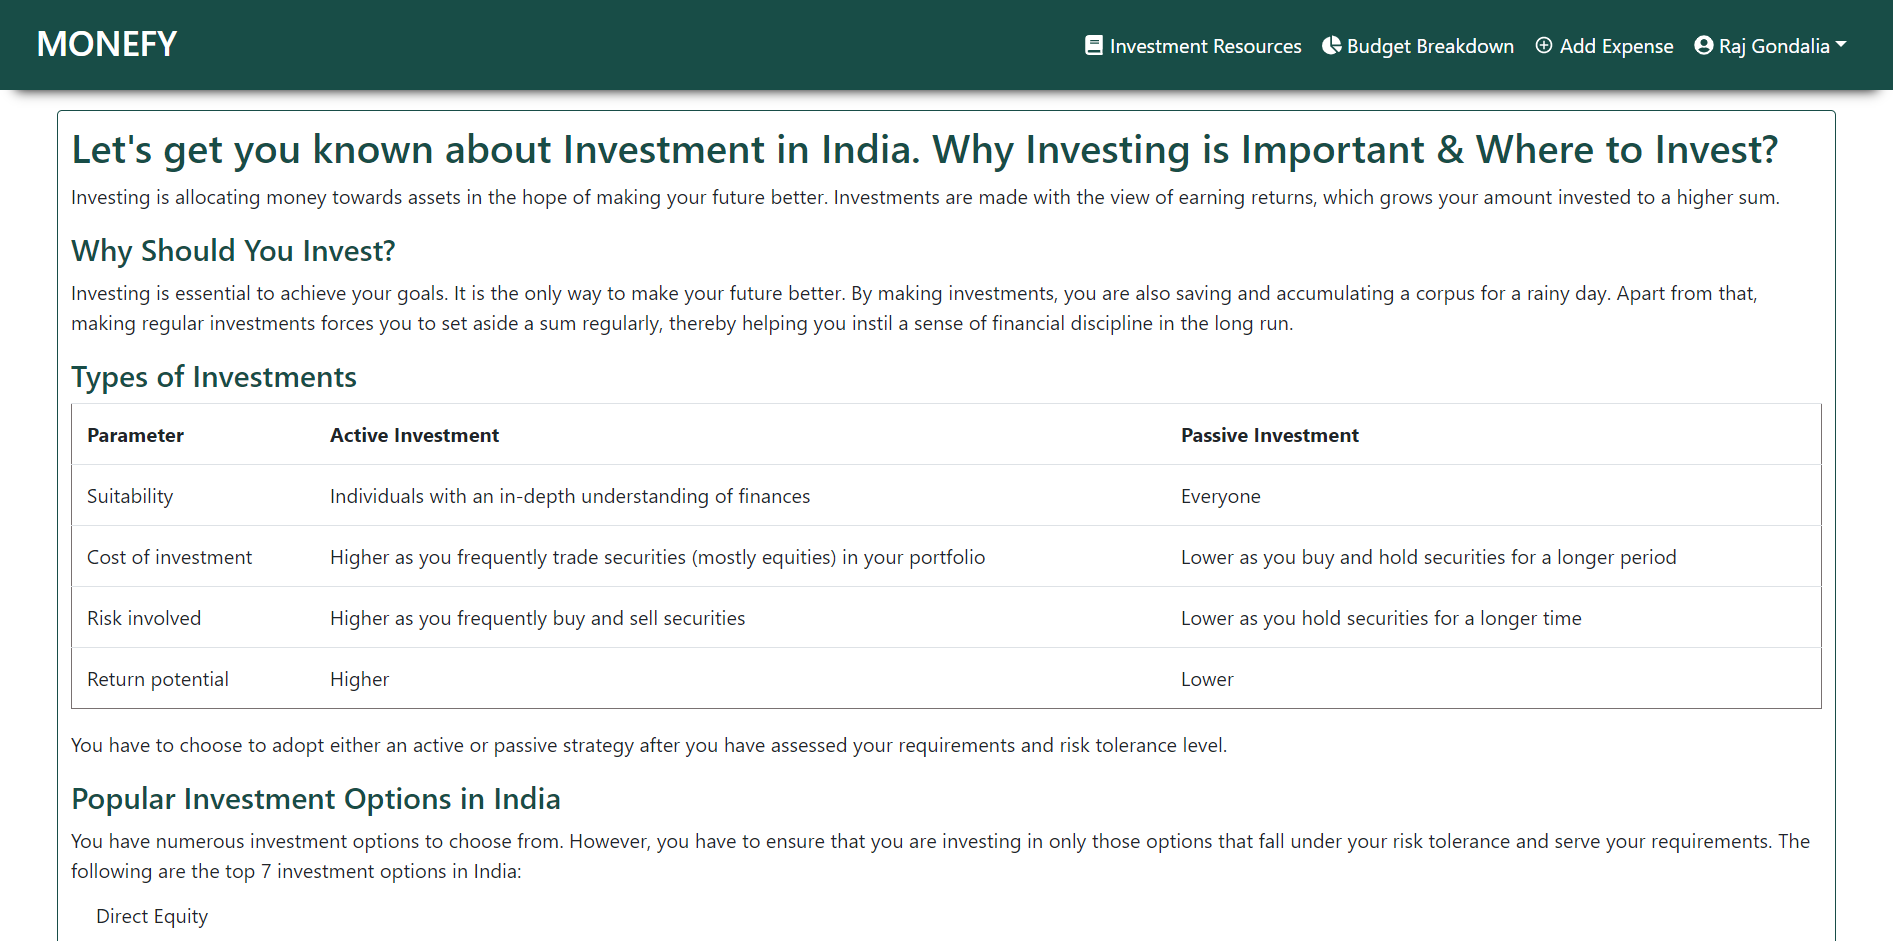 MONEFY
Investment Resources Budget Breakdown Add Expense Raj Gondalia
Let's get you known about Investment in India. Why Investing is Important & Where to Invest?
Investing is allocating money towards assets in the hope of making your future better. Investments are made with the view of earning returns, which grows your amount invested to a higher sum.
Why Should You Invest?
Investing is essential to achieve your goals. It is the only way to make your future better. By making investments, you are also saving and accumulating a corpus for a rainy day. Apart from that,
making regular investments forces you to set aside a sum regularly, thereby helping you instil a sense of financial discipline in the long run.
Types of Investments
Parameter Active Investment Passive Investment
Suitability Individuals with an in-depth understanding of finances Everyone
Cost of investment Higher as you frequently trade securities (mostly equities) in your portfolio Lower as you buy and hold securities for a longer period
Risk involved Higher as you frequently buy and sell securities Lower as you hold securities for a longer time
Return potential Higher Lower
You have to choose to adopt either an active or passive strategy after you have assessed your requirements and risk tolerance level.
Popular Investment Options in India
You have numerous investment options to choose from. However, you have to ensure that you are investing in only those options that fall under your risk tolerance and serve your requirements. The
following are the top 7 investment options in India:
Direct Equity